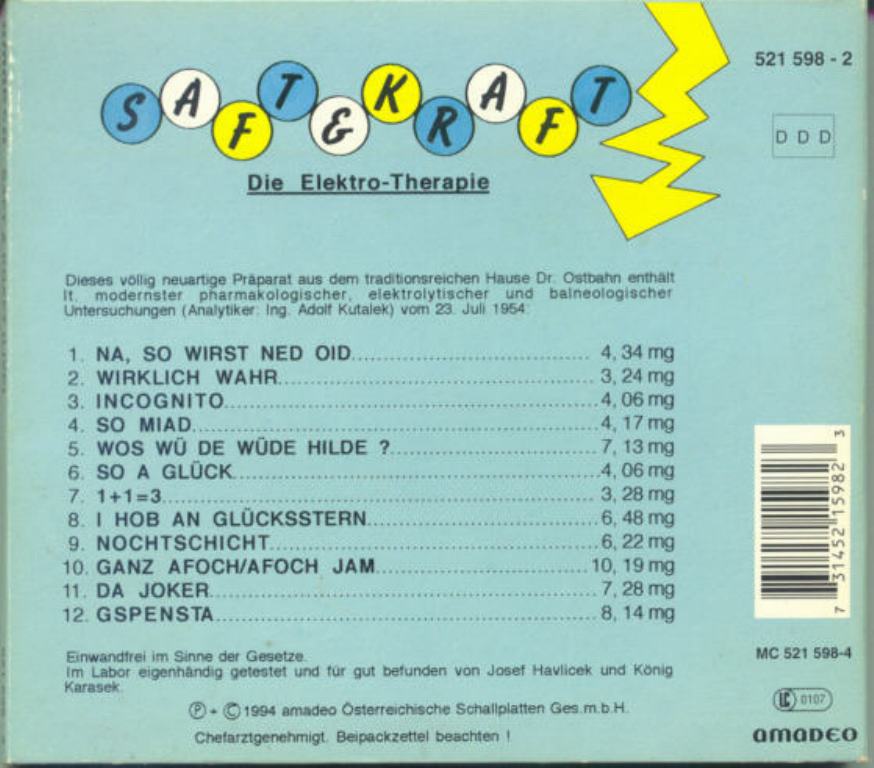 SAFT & KRAFT
521 598 - 2
D D D
Die Elektro-Therapie
Dieses völlig neuartige Präparat aus dem traditionsreichen Hause Dr. Ostbahn enthält
lt. modernster pharmakologischer, elektrolytischer und balneologischer
Untersuchungen (Analytiker: Ing. Adolf Kutalek) vom 23. Juli 1954:
1. NA, SO WIRST NED OID........ 4, 34 mg
2. WIRKLICH WAHR........ 3, 24 mg
3. INCOGNITO........ 4, 06 mg
4. SO MIAD........ 4, 17 mg
5. WOS WÜ DE WÜDE HILDE ?........ 7, 13 mg
6. SO A GLÜCK........ 4, 06 mg
7. 1+1=3........ 3, 28 mg
8. I HOB AN GLÜCKSSTERN........ 6, 48 mg
9. NOCHTSCHICHT........ 6, 22 mg
10. GANZ AFOCH/AFOCH JAM........ 10, 19 mg
11. DA JOKER........ 7, 28 mg
12. GSPENSTA........ 8, 14 mg
7 31452 15982 3
Einwandfrei im Sinne der Gesetze.
Im Labor eigenhändig getestet und für gut befunden von Josef Havlicek und König
Karasek.
MC 521 598-4
Ⓟ + © 1994 amadeo Österreichische Schallplatten Ges.m.b.H.
LC 0107
Chefarztgenehmigt. Beipackzettel beachten !
amadeo